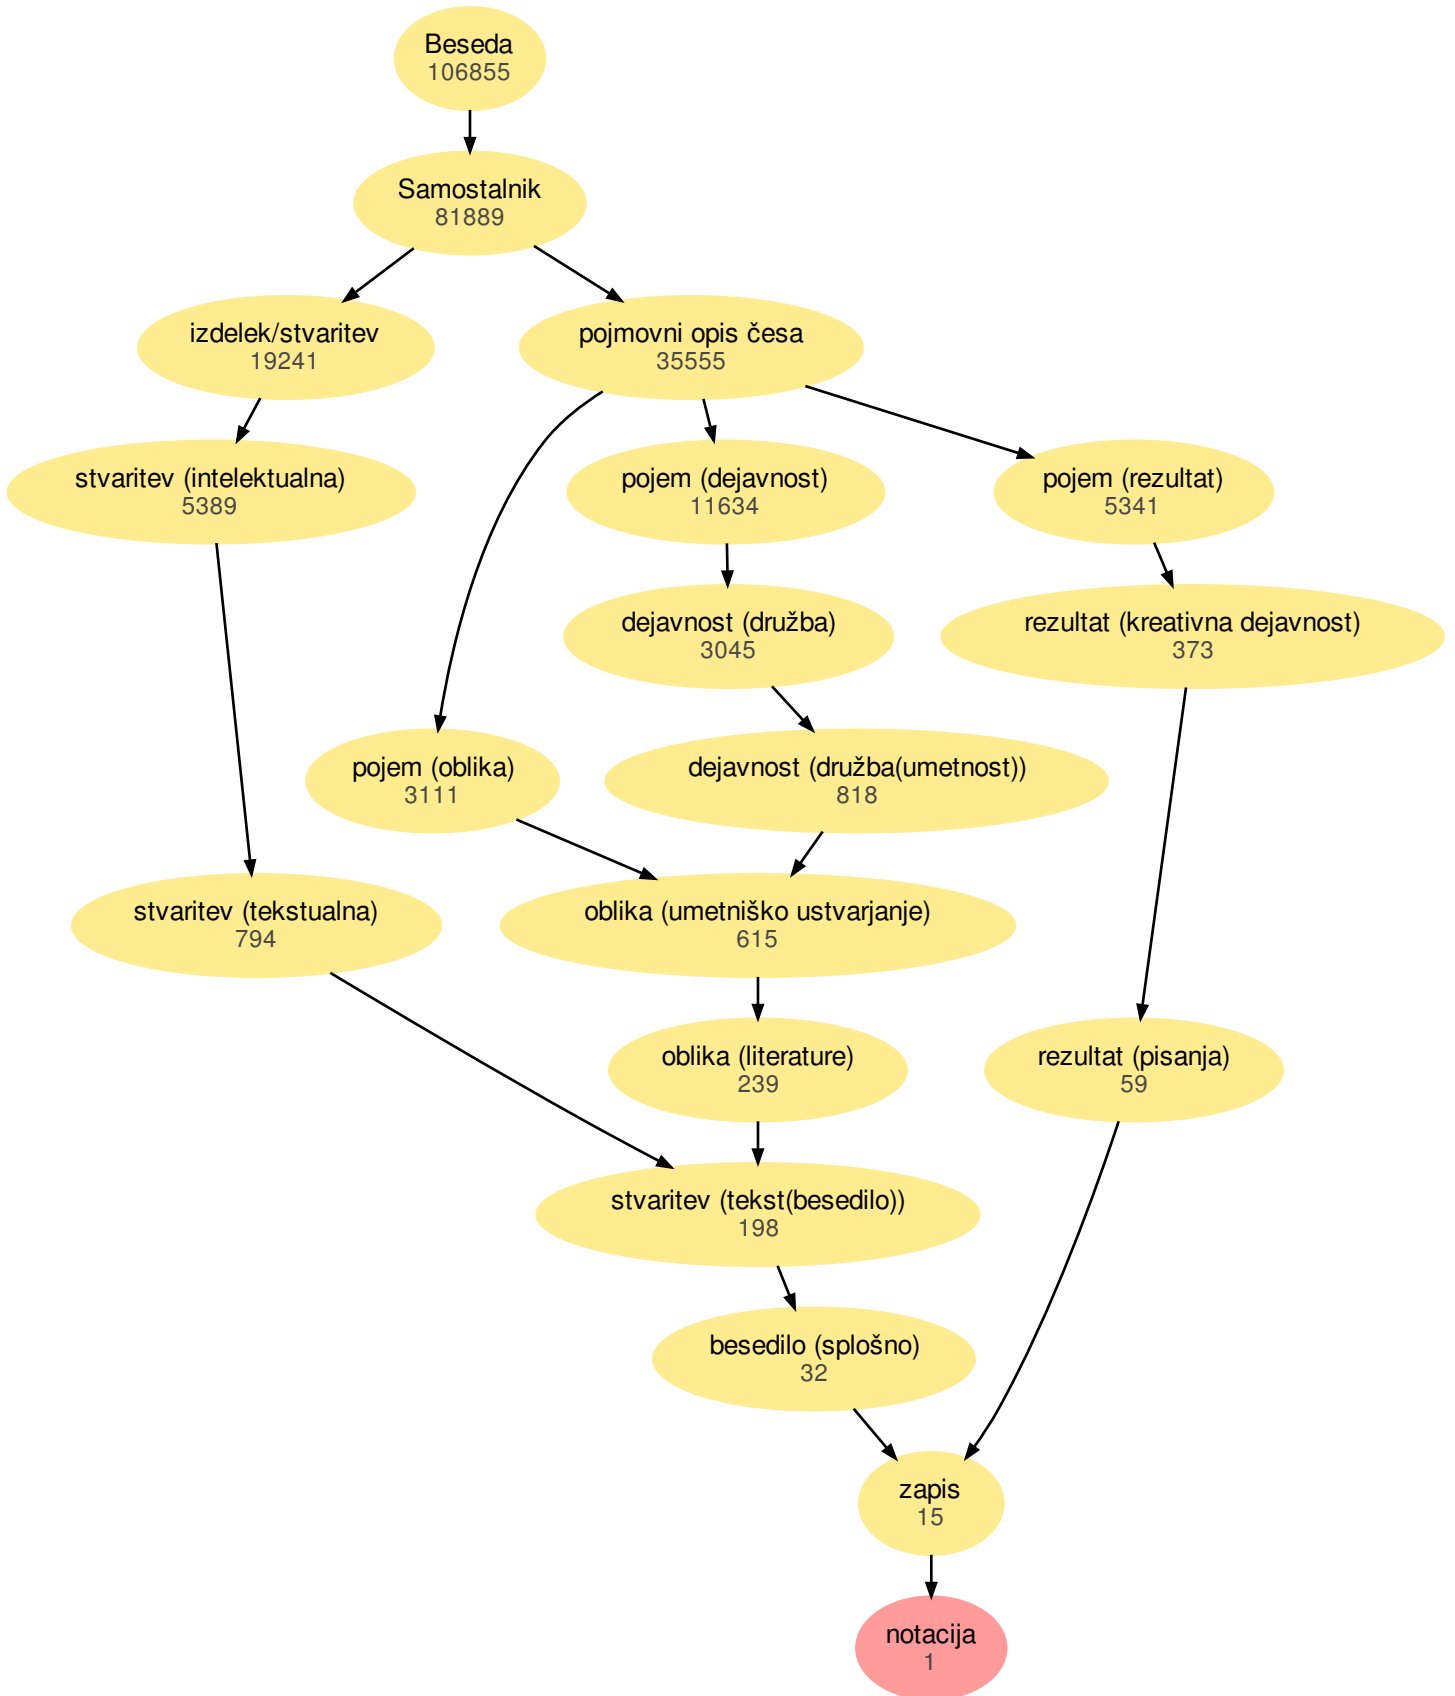 Beseda
106855
Samostalnik
81889
izdelek/stvaritev
19241
pojmovni opis česa
35555
stvaritev (intelektualna)
5389
pojem (dejavnost)
11634
pojem (rezultat)
5341
dejavnost (družba)
3045
rezultat (kreativna dejavnost)
373
pojem (oblika)
3111
dejavnost (družba(umetnost))
818
stvaritev (tekstualna)
794
oblika (umetniško ustvarjanje)
615
oblika (literature)
239
rezultat (pisanja)
59
stvaritev (tekst(besedilo))
198
besedilo (splošno)
32
zapis
15
notacija
1